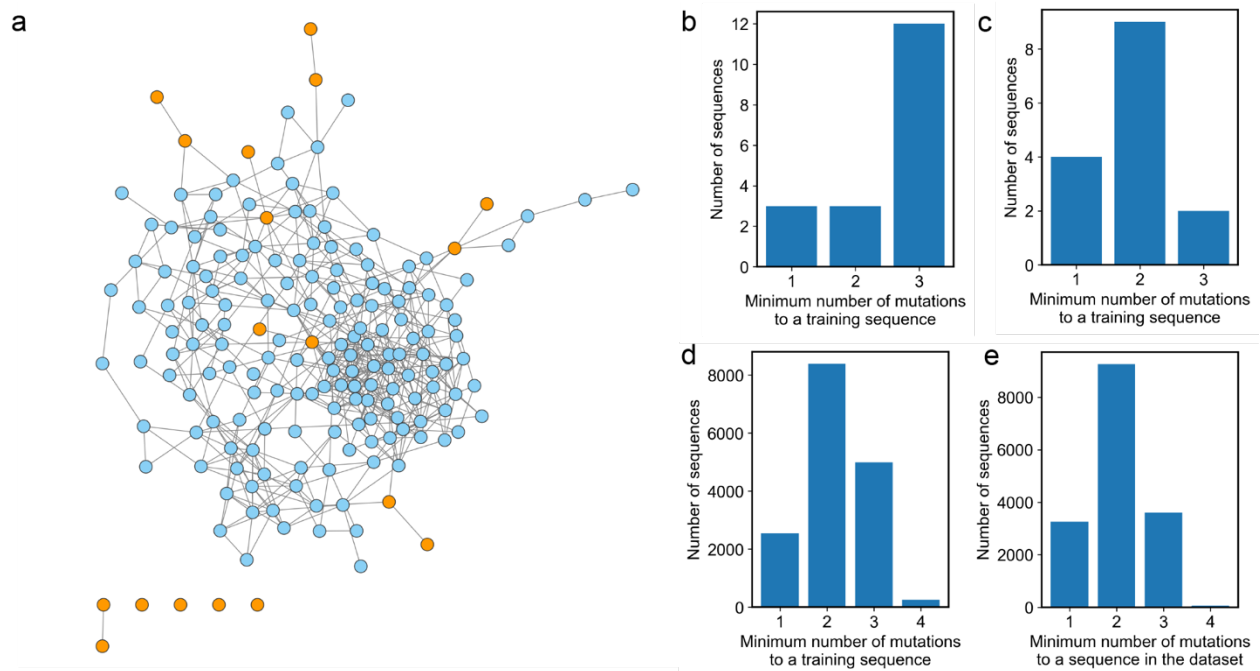 a
b
12
10
8
6
4
2
0
Number of sequences
1 2 3
Minimum number of mutations
to a training sequence
c
8
6
4
2
0
Number of sequences
1 2 3
Minimum number of mutations
to a training sequence
d
8000
6000
4000
2000
0
Number of sequences
1 2 3 4
Minimum number of mutations
to a training sequence
e
8000
6000
4000
2000
0
Number of sequences
1 2 3 4
Minimum number of mutations
to a sequence in the dataset